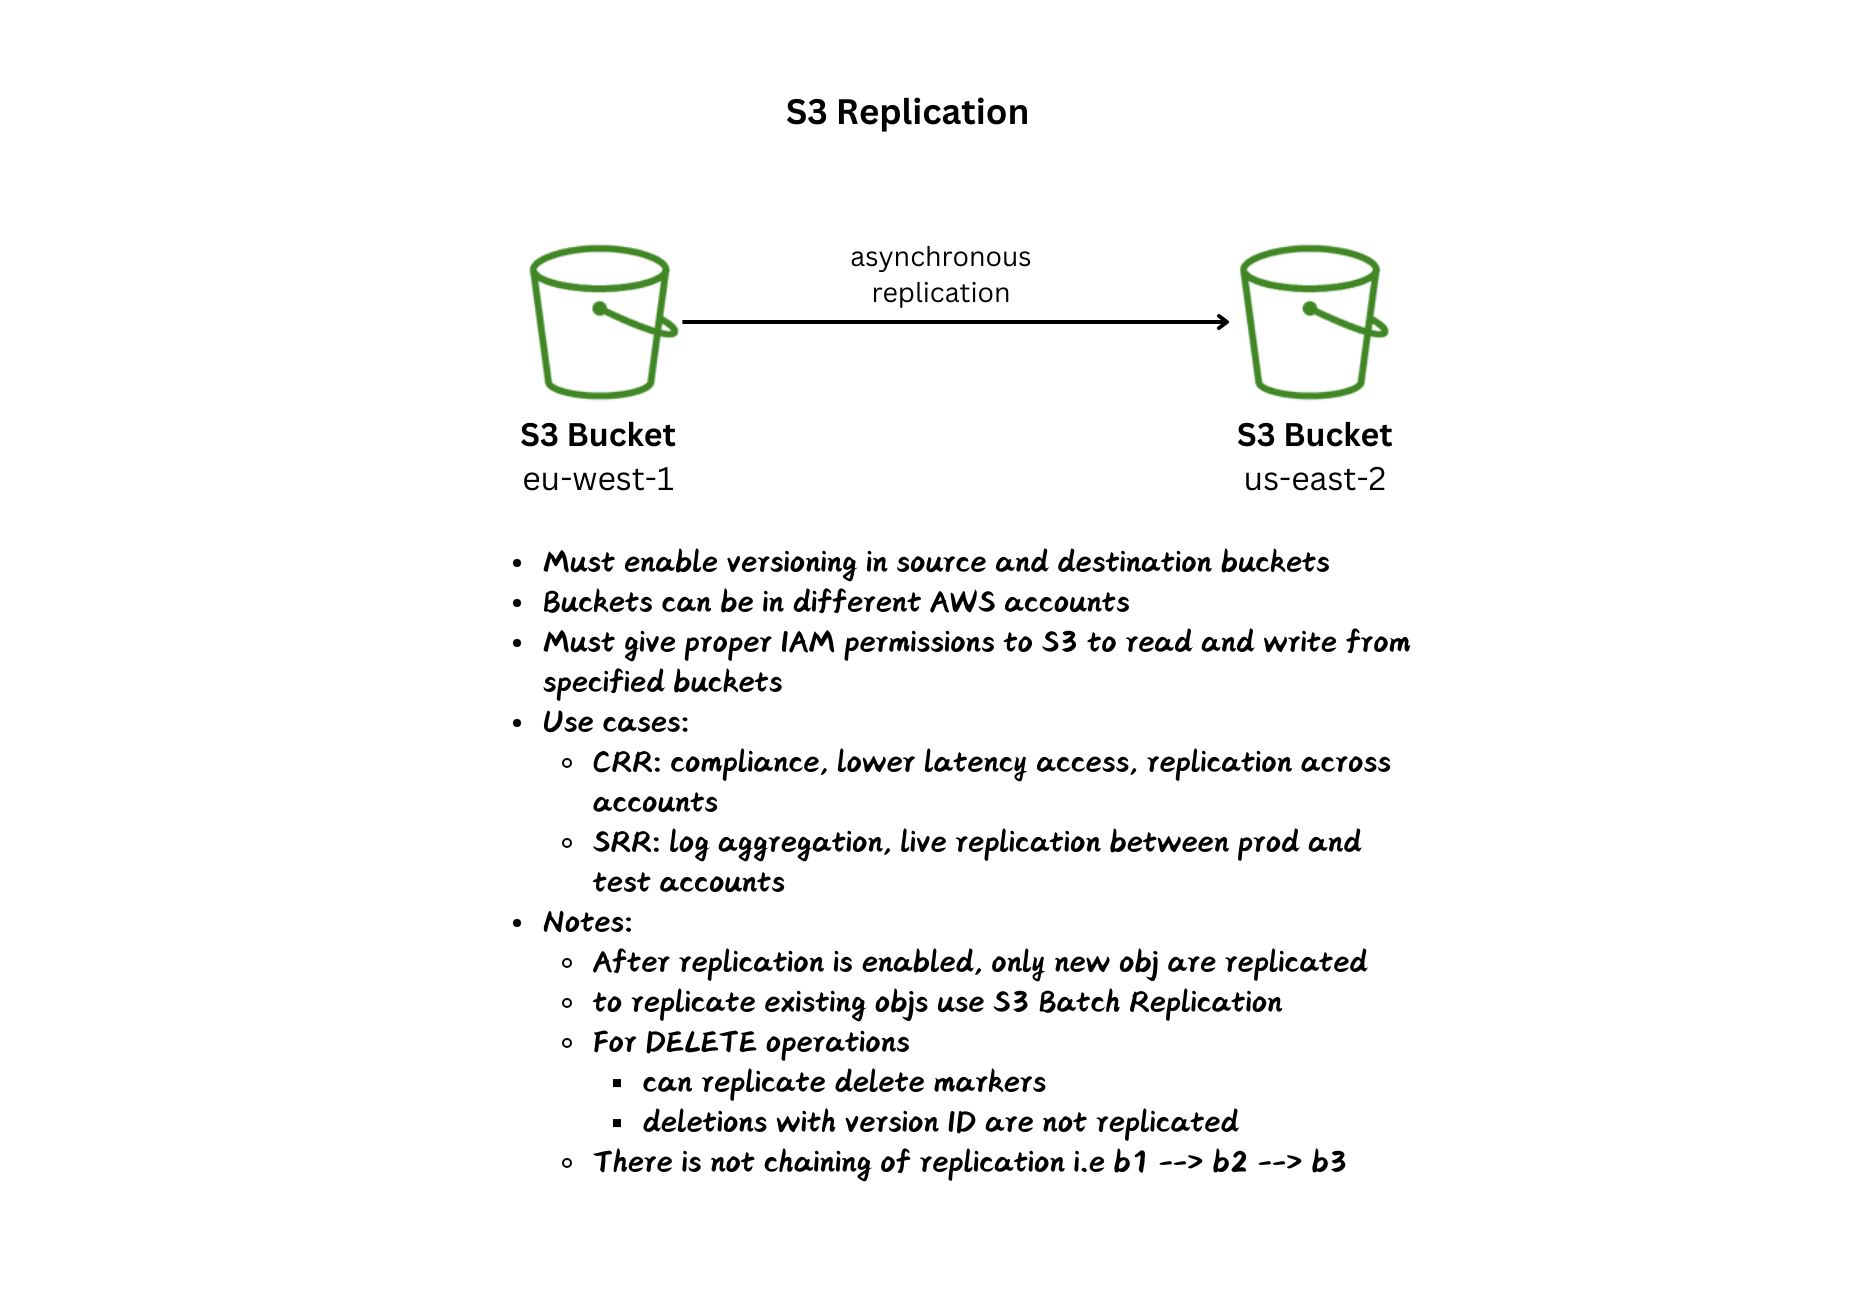 S3 Replication
asynchronous
replication
S3 Bucket
eu-west-1
S3 Bucket
us-east-2
• Must enable versioning in source and destination buckets
• Buckets can be in different AWS accounts
• Must give proper IAM permissions to S3 to read and write from
specified buckets
• Use cases:
◦ CRR: compliance, lower latency access, replication across
accounts
◦ SRR: log aggregation, live replication between prod and
test accounts
• Notes:
◦ After replication is enabled, only new obj are replicated
◦ to replicate existing objs use S3 Batch Replication
◦ For DELETE operations
▪ can replicate delete markers
▪ deletions with version ID are not replicated
◦ There is not chaining of replication i.e b1 --> b2 --> b3